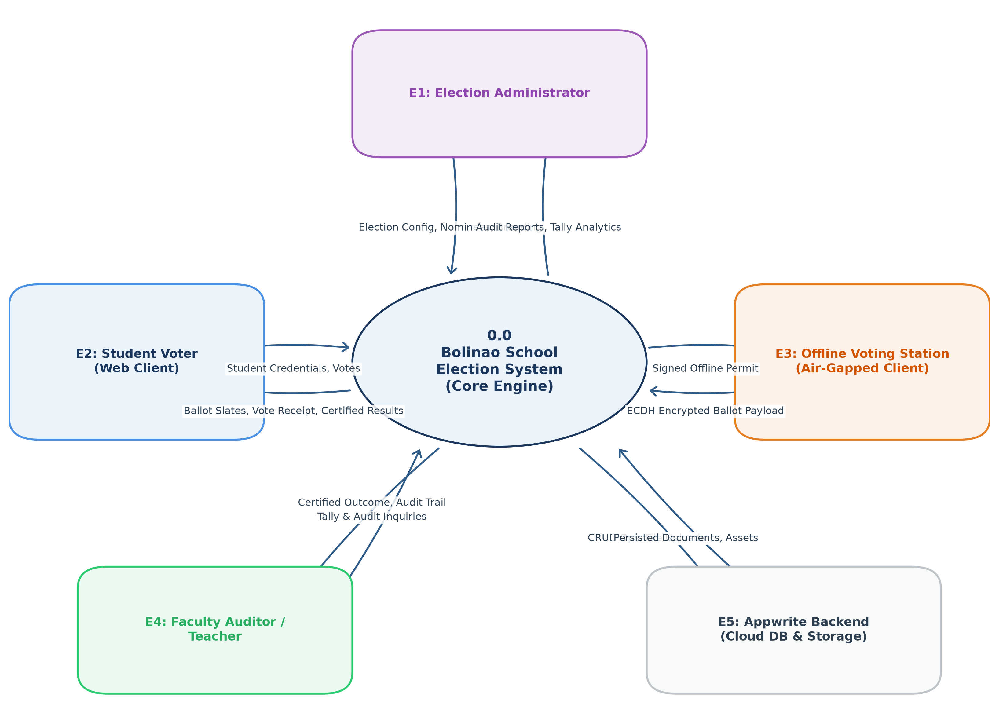 E1: Election Administrator
Election Config, Nomin
Audit Reports, Tally Analytics
0.0
Bolinao School
Election System
(Core Engine)
E2: Student Voter
(Web Client)
Student Credentials, Votes
Ballot Slates, Vote Receipt, Certified Results
E3: Offline Voting Station
(Air-Gapped Client)
Signed Offline Permit
ECDH Encrypted Ballot Payload
Certified Outcome, Audit Trail
Tally & Audit Inquiries
CRU
Persisted Documents, Assets
E4: Faculty Auditor /
Teacher
E5: Appwrite Backend
(Cloud DB & Storage)